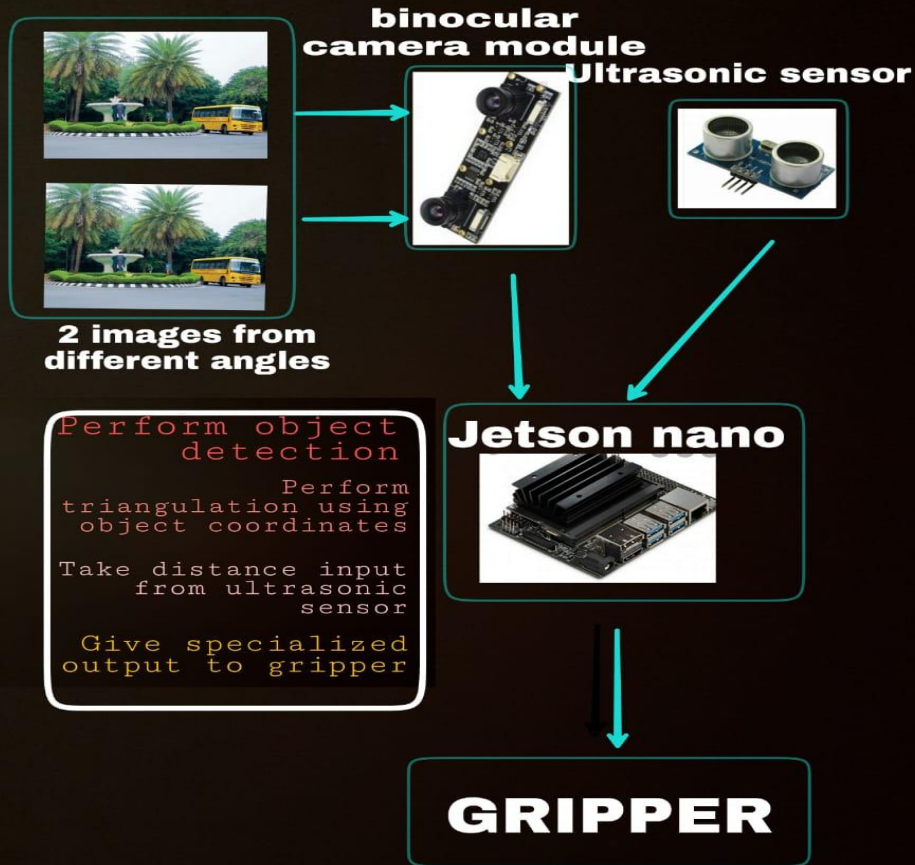 binocular
camera module
Ultrasonic sensor
2 images from
different angles
Perform object
detection
Perform
triangulation using
object coordinates
Take distance input
from ultrasonic
sensor
Give specialized
output to gripper
Jetson nano
GRIPPER